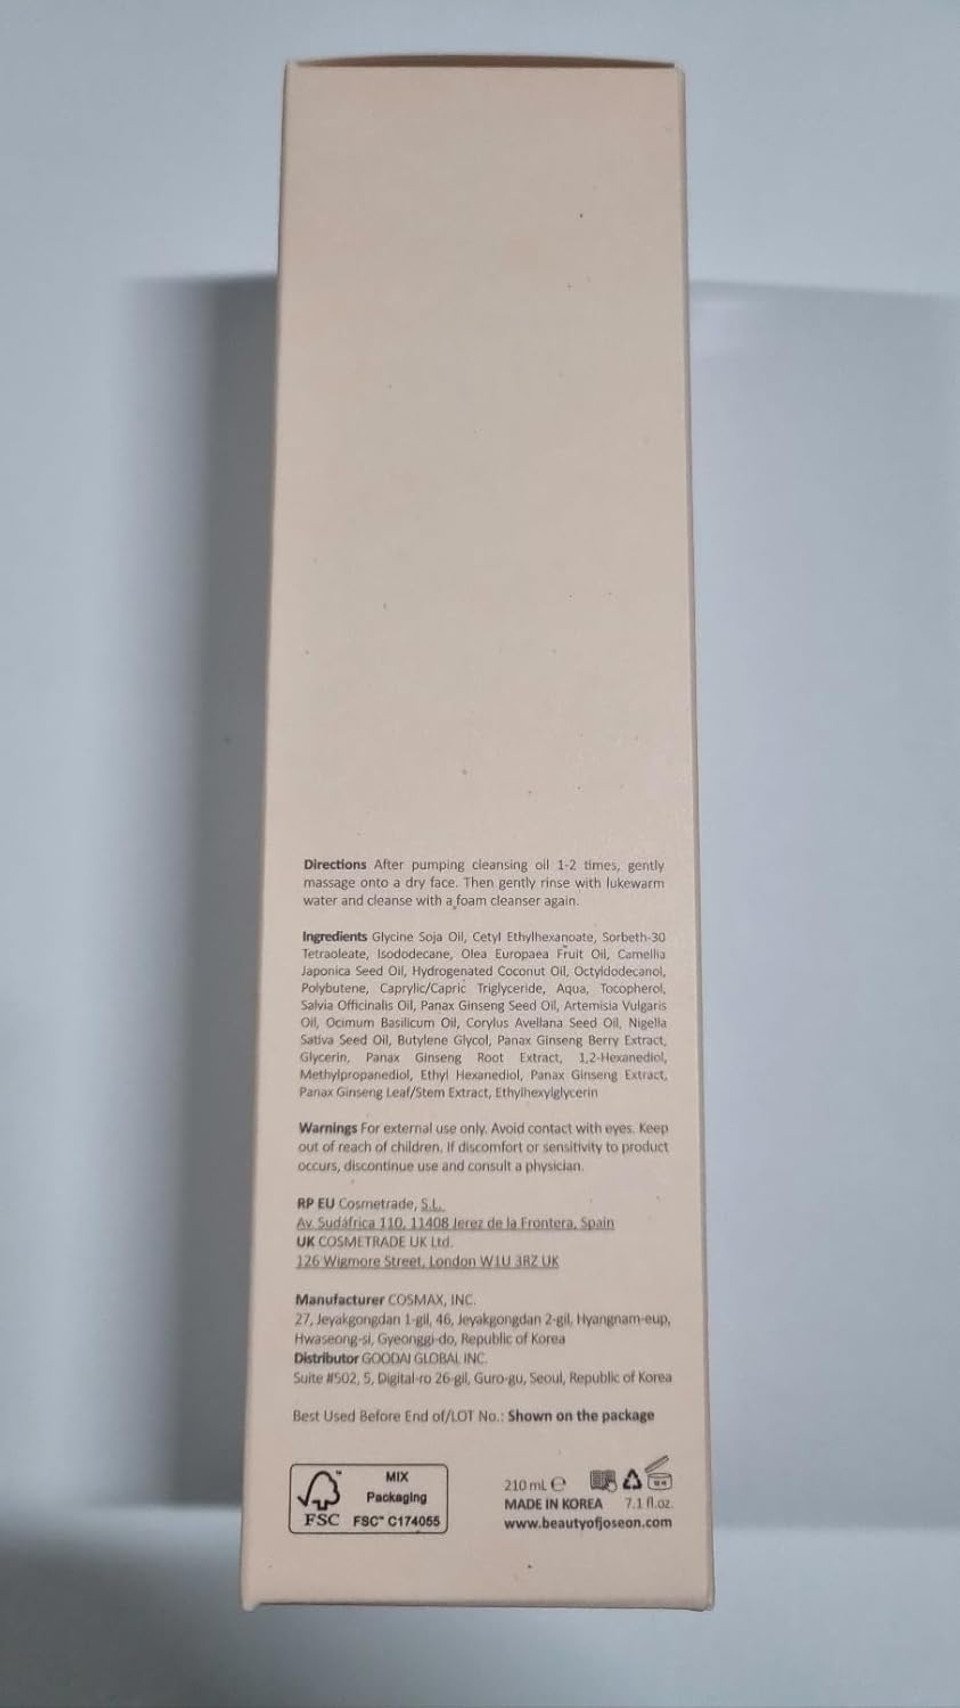 Directions After pumping cleansing oil 1-2 times, gently
massage onto a dry face. Then gently rinse with lukewarm
water and cleanse with a foam cleanser again.
Ingredients Glycine Soja Oil, Cetyl Ethylhexanoate, Sorbeth-30
Tetraoleate, Isododecane, Olea Europaea Fruit Oil, Camellia
Japonica Seed Oil, Hydrogenated Coconut Oil, Octyldodecanol,
Polybutene, Caprylic/Capric Triglyceride, Aqua, Tocopherol,
Salvia Officinalis Oil, Panax Ginseng Seed Oil, Artemisia Vulgaris
Oil, Ocimum Basilicum Oil, Corylus Avellana Seed Oil, Nigella
Sativa Seed Oil, Butylene Glycol, Panax Ginseng Berry Extract,
Glycerin, Panax Ginseng Root Extract, 1,2-Hexanediol,
Methylpropanediol, Ethyl Hexanediol, Panax Ginseng Extract,
Panax Ginseng Leaf/Stem Extract, Ethylhexylglycerin
Warnings For external use only. Avoid contact with eyes. Keep
out of reach of children. If discomfort or sensitivity to product
occurs, discontinue use and consult a physician.
RP EU Cosmetrade, S.L.
Av. Sudáfrica 110, 11408 Jerez de la Frontera, Spain
UK COSMETRADE UK Ltd.
126 Wigmore Street, London W1U 3RZ UK
Manufacturer COSMAX, INC.
27, Jeyakgongdan 1-gil, 46, Jeyakgongdan 2-gil, Hyangnam-eup,
Hwaseong-si, Gyeonggi-do, Republic of Korea
Distributor GOODAI GLOBAL INC.
Suite #502, 5, Digital-ro 26-gil, Guro-gu, Seoul, Republic of Korea
Best Used Before End of/LOT No.: Shown on the package
FSC™
MIX
Packaging
FSC™ C174055
210 mL ℮
MADE IN KOREA 7.1 fl.oz.
www.beautyofjoseon.com